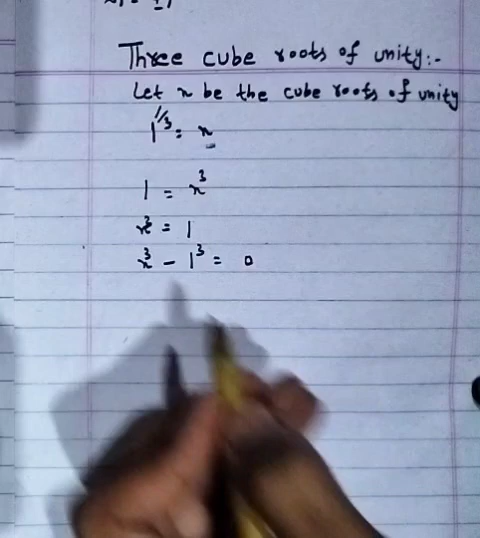 Three cube roots of unity:-
Let x be the cube roots of unity
1^1/3 = x
1 = x^3
x^3 = 1
x^3 - 1^3 = 0